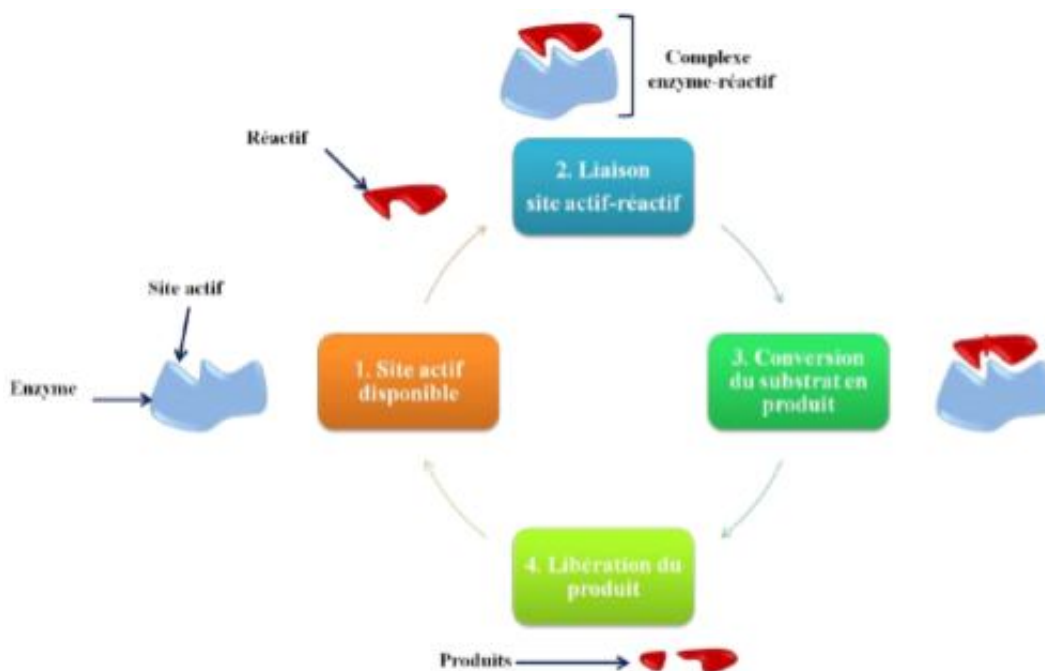 Complexe
enzyme-réactif
Réactif
2. Liaison
site actif-réactif
Site actif
Enzyme
1. Site actif
disponible
3. Conversion
du substrat en
produit
4. Libération du
produit
Produits